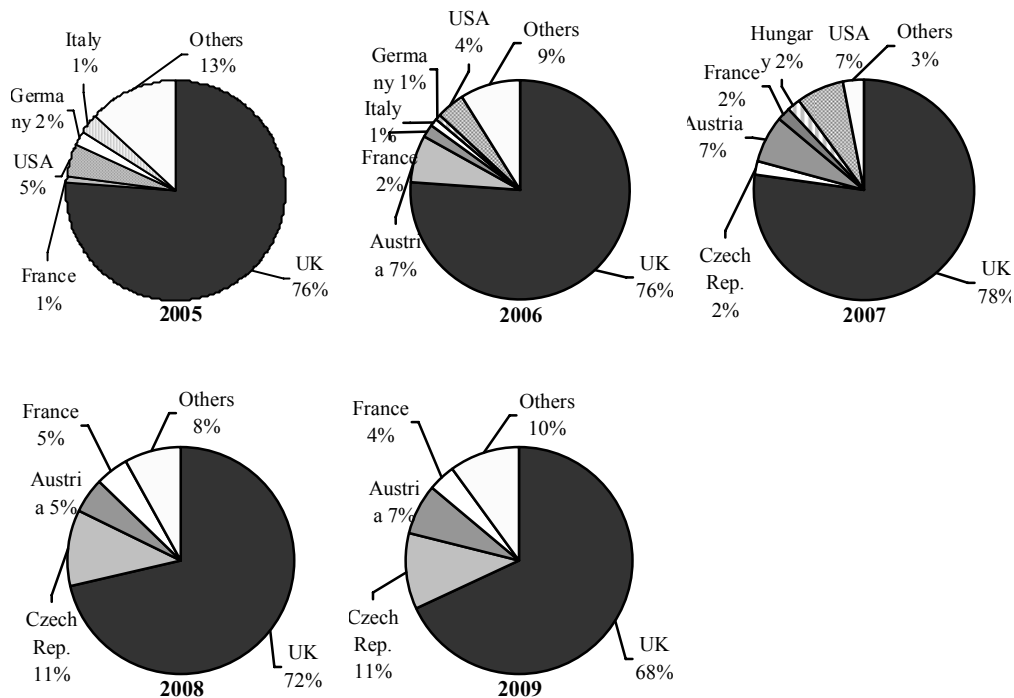 Italy
1%
Others
13%
Germa
ny 2%
USA
5%
France
1%
UK
76%
2005
USA
4%
Others
9%
Germa
ny 1%
Italy
1%
France
2%
Austri
a 7%
UK
76%
2006
Hungar
y 2%
USA
7%
Others
3%
France
2%
Austria
7%
Czech
Rep.
2%
UK
78%
2007
France
5%
Others
8%
Austri
a 5%
Czech
Rep.
11%
UK
72%
2008
France
4%
Others
10%
Austri
a 7%
Czech
Rep.
11%
UK
68%
2009